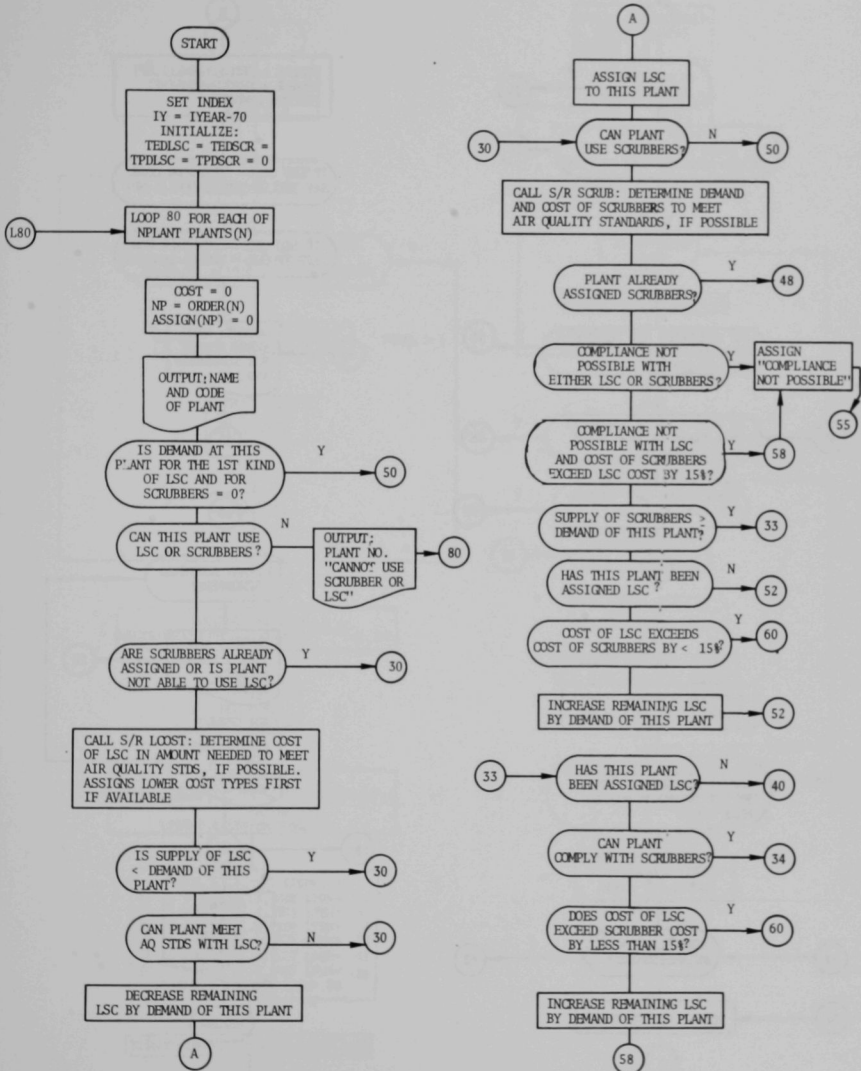 START
SET INDEX
IY = IYEAR-70
INITIALIZE:
TEDLSC = TEDSCR =
TPDLSC = TPDSCR = 0
L80
LOOP 80 FOR EACH OF
NPLANT PLANTS(N)
COST = 0
NP = ORDER(N)
ASSIGN(NP) = 0
OUTPUT; NAME
AND CODE
OF PLANT
IS DEMAND AT THIS
PLANT FOR THE 1ST KIND
OF LSC AND FOR
SCRUBBERS = 0?
Y
50
CAN THIS PLANT USE
LSC OR SCRUBBERS?
N
OUTPUT;
PLANT NO.
"CANNOT USE
SCRUBBER OR
LSC"
80
ARE SCRUBBERS ALREADY
ASSIGNED OR IS PLANT
NOT ABLE TO USE LSC?
Y
30
CALL S/R LCOST: DETERMINE COST
OF LSC IN AMOUNT NEEDED TO MEET
AIR QUALITY STDS, IF POSSIBLE.
ASSIGNS LOWER COST TYPES FIRST
IF AVAILABLE
IS SUPPLY OF LSC
< DEMAND OF THIS
PLANT?
Y
30
CAN PLANT MEET
AQ STDS WITH LSC?
N
30
DECREASE REMAINING
LSC BY DEMAND OF THIS PLANT
A
A
ASSIGN LSC
TO THIS PLANT
30
CAN PLANT
USE SCRUBBERS?
N
50
CALL S/R SCRUB: DETERMINE DEMAND
AND COST OF SCRUBBERS TO MEET
AIR QUALITY STANDARDS, IF POSSIBLE
PLANT ALREADY
ASSIGNED SCRUBBERS?
Y
48
COMPLIANCE NOT
POSSIBLE WITH
EITHER LSC OR SCRUBBERS?
Y
ASSIGN
"COMPLIANCE
NOT POSSIBLE"
55
COMPLIANCE NOT
POSSIBLE WITH LSC
AND COST OF SCRUBBERS
EXCEED LSC COST BY 15%?
Y
58
SUPPLY OF SCRUBBERS ≥
DEMAND OF THIS PLANT?
Y
33
HAS THIS PLANT BEEN
ASSIGNED LSC?
N
52
COST OF LSC EXCEEDS
COST OF SCRUBBERS BY < 15%?
Y
60
INCREASE REMAINING LSC
BY DEMAND OF THIS PLANT
52
33
HAS THIS PLANT
BEEN ASSIGNED LSC?
N
40
CAN PLANT
COMPLY WITH SCRUBBERS?
Y
34
DOES COST OF LSC
EXCEED SCRUBBER COST
BY LESS THAN 15%?
Y
60
INCREASE REMAINING LSC
BY DEMAND OF THIS PLANT
58